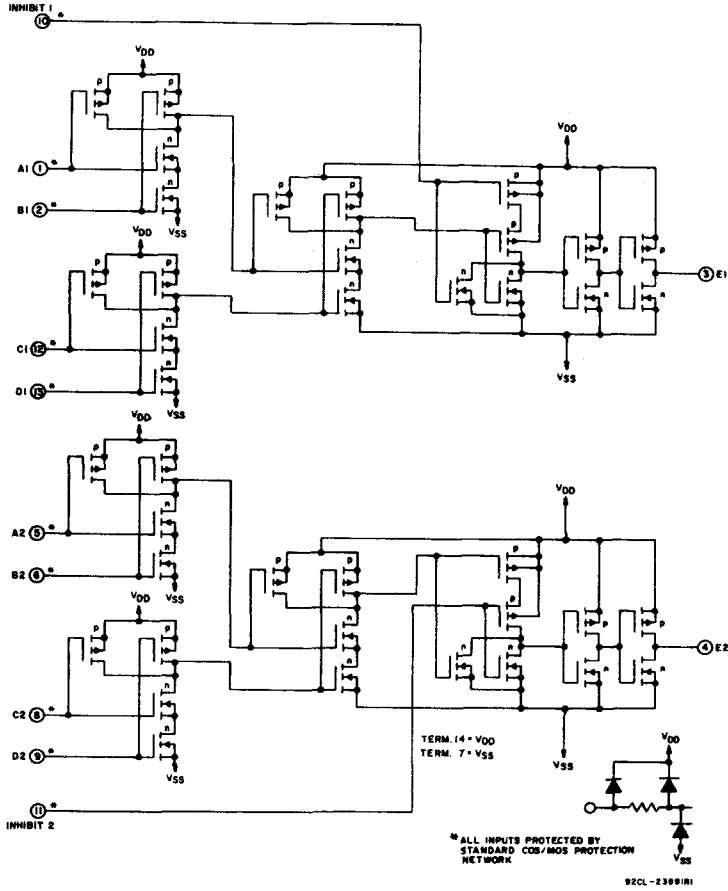 INHIBIT 1
10 *
VDD
p p
n
A1 1 *
n
B1 2 *
VSS
VDD
p p
n
C1 12 *
n
D1 13 *
VSS
VDD
p p
n
A2 5 *
n
B2 6 *
VSS
VDD
p p
n
C2 8 *
n
D2 9 *
VSS
11 *
INHIBIT 2
p p
n
n
VDD
p
p
n n
p p
n n
3 E1
VSS
p p
n
n
VDD
p
p
n n
p p
n n
4 E2
VSS
TERM. 14 = VDD
TERM. 7 = VSS
VDD
VSS
* ALL INPUTS PROTECTED BY
STANDARD COS/MOS PROTECTION
NETWORK